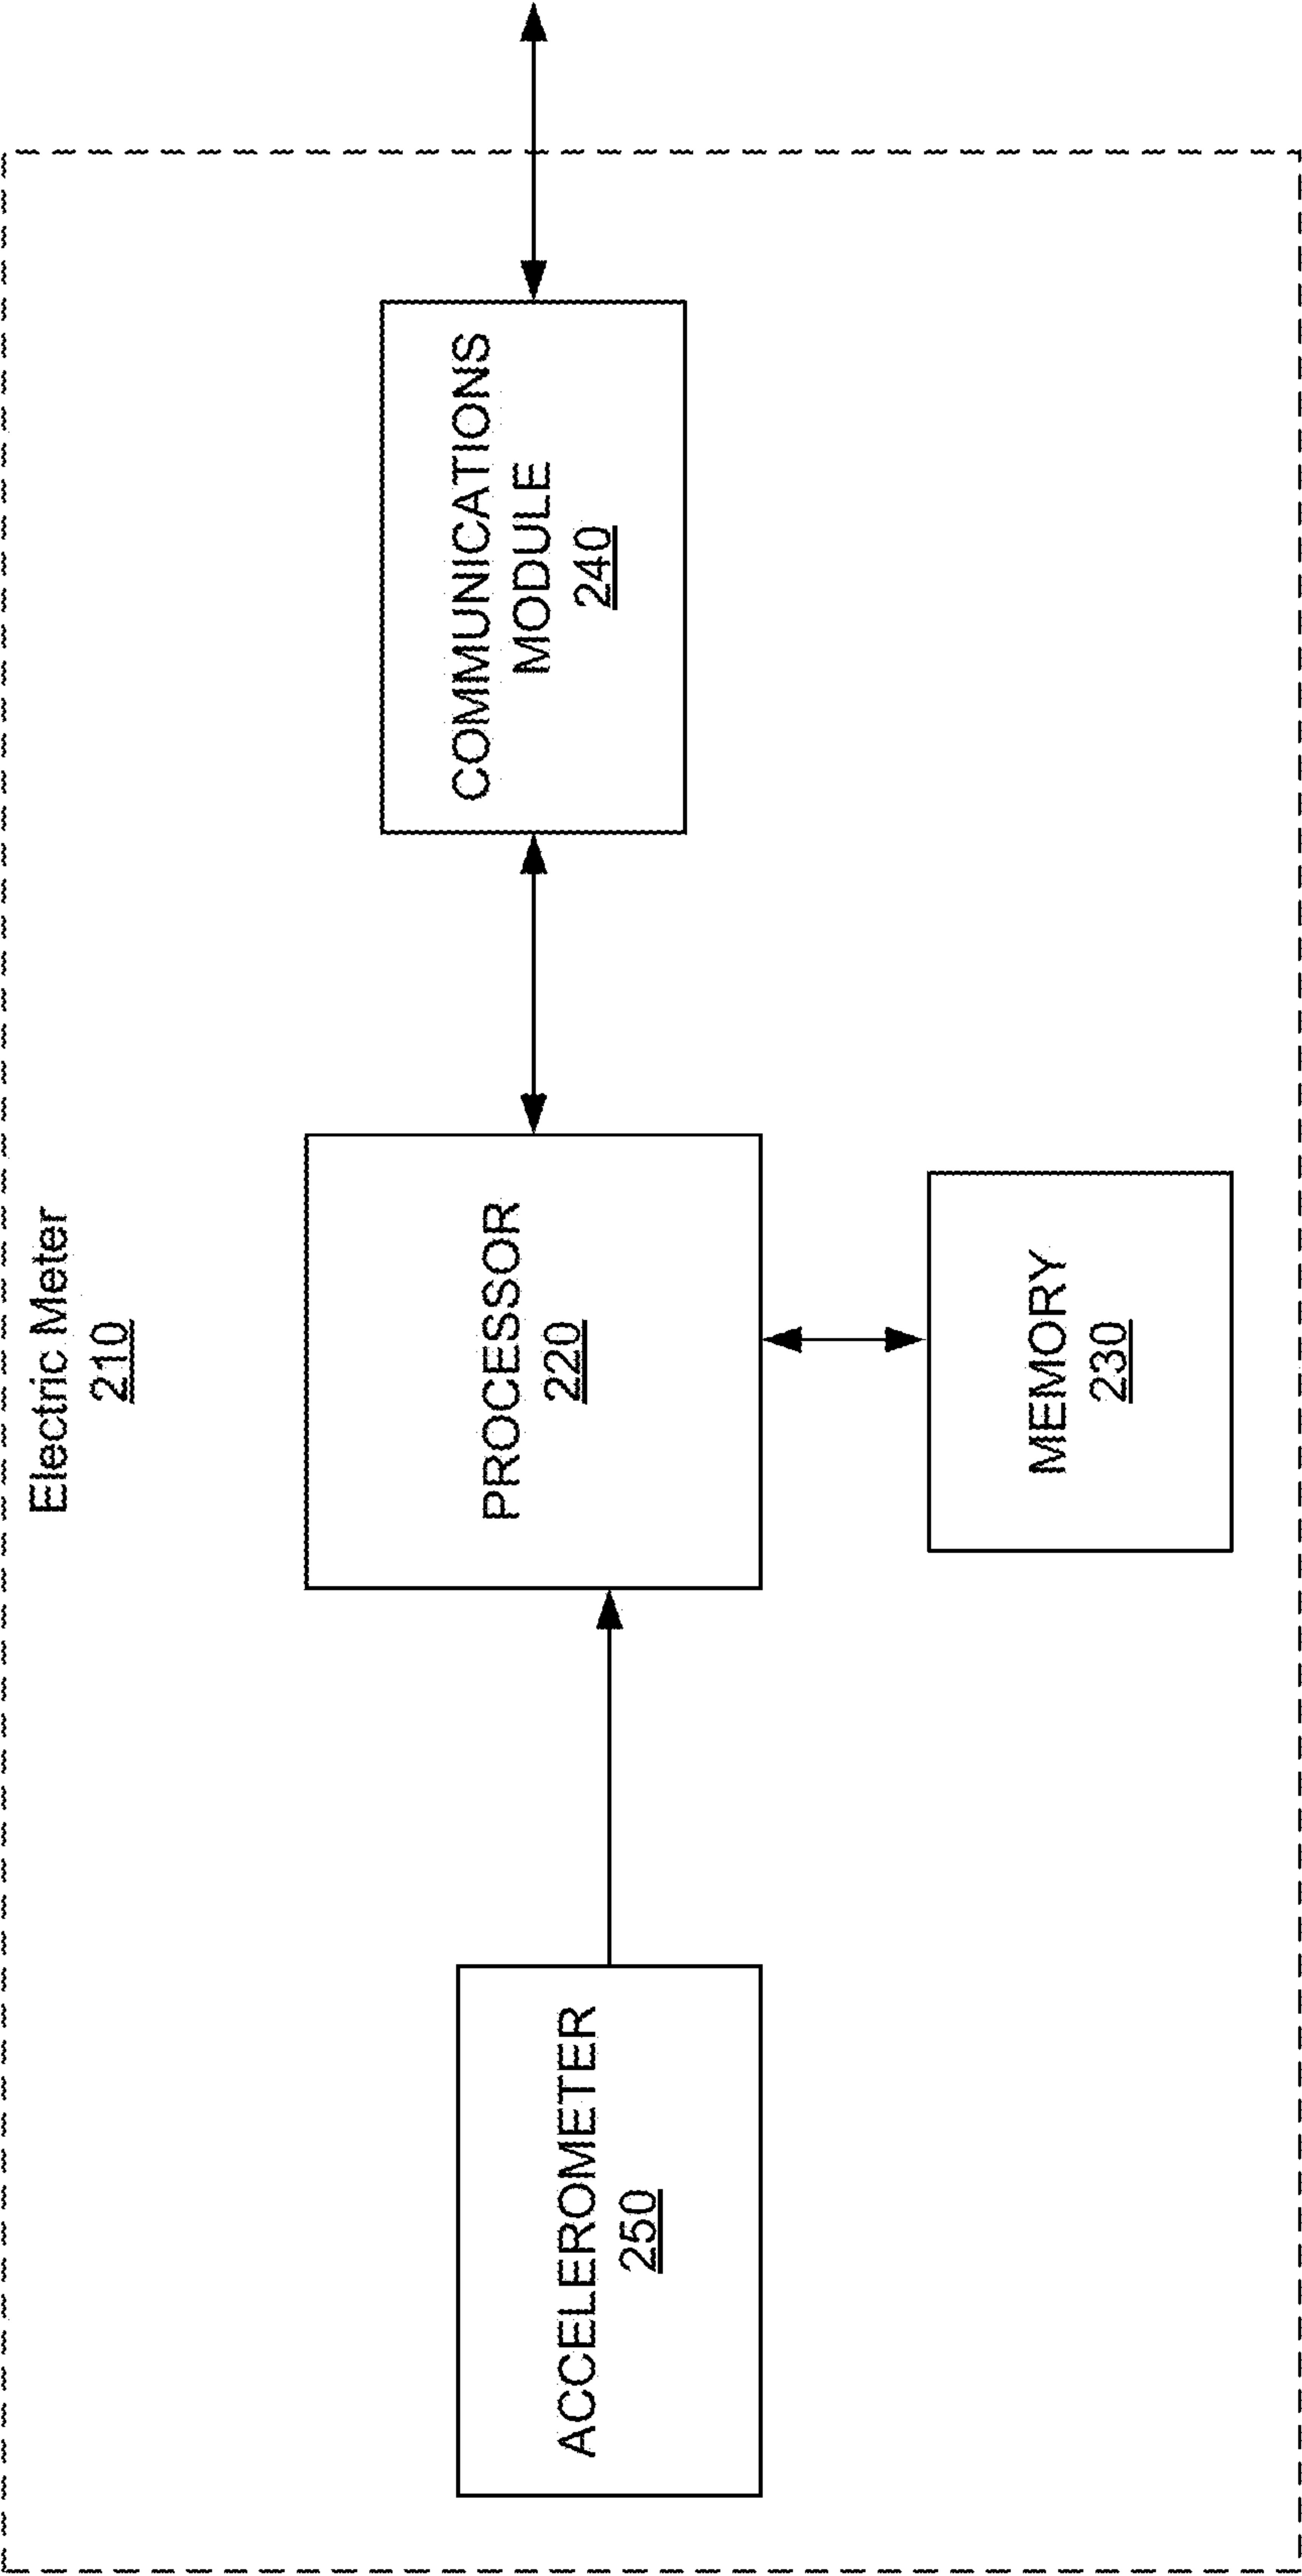 Electric Meter
210
ACCELEROMETER
250
PROCESSOR
220
COMMUNICATIONS
MODULE
240
MEMORY
230